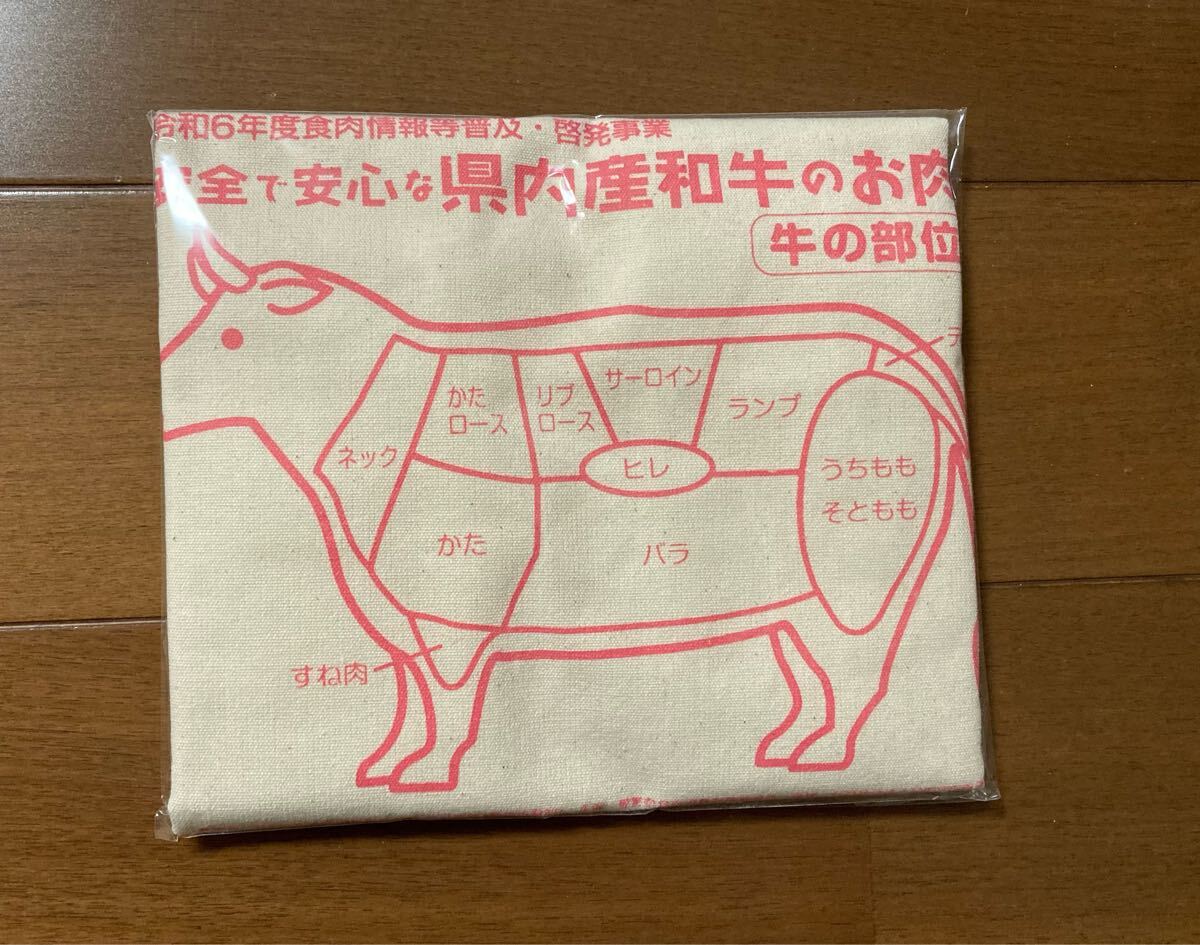 令和6年度食肉情報等普及・啓発事業
安全で安心な県内産和牛のお肉
牛の部位
テ
かた
ロース
リブ
ロース
サーロイン
ランプ
ネック
ヒレ
うちもも
そともも
かた
バラ
すね肉